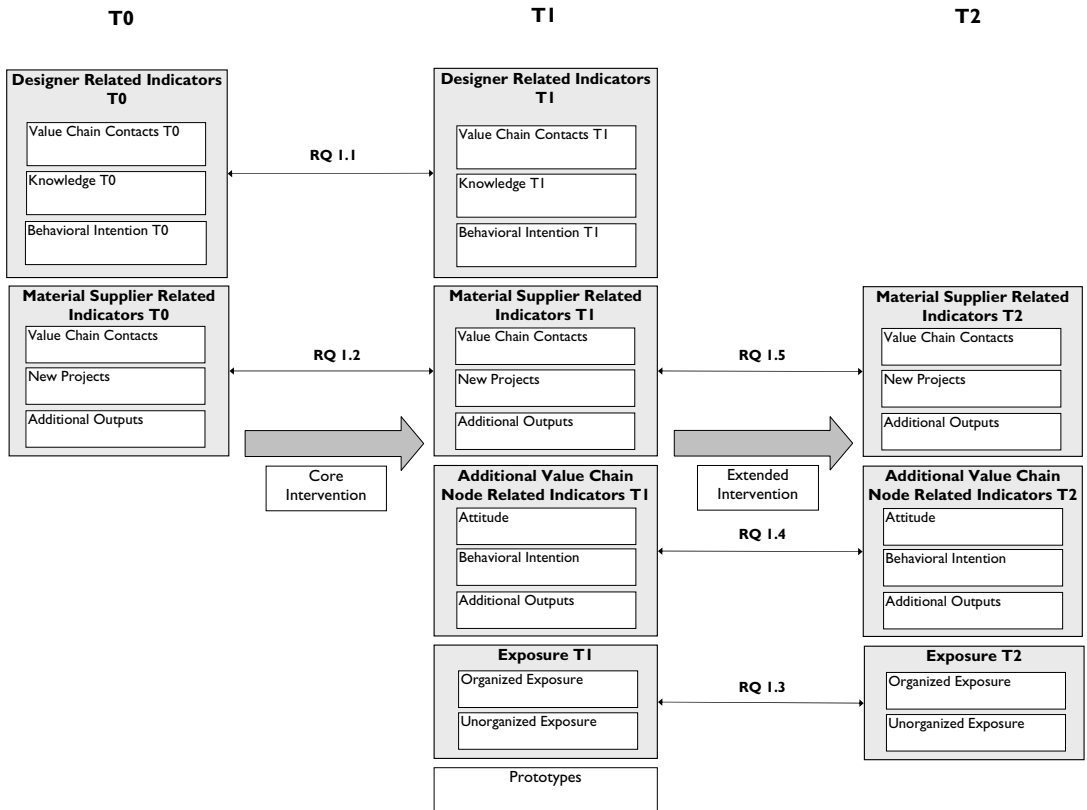 T0
T1
T2
Designer Related Indicators
T0
Value Chain Contacts T0
Knowledge T0
Behavioral Intention T0
RQ 1.1
Designer Related Indicators
T1
Value Chain Contacts T1
Knowledge T1
Behavioral Intention T1
Material Supplier Related
Indicators T0
Value Chain Contacts
New Projects
Additional Outputs
RQ 1.2
Material Supplier Related
Indicators T1
Value Chain Contacts
New Projects
Additional Outputs
RQ 1.5
Material Supplier Related
Indicators T2
Value Chain Contacts
New Projects
Additional Outputs
Core
Intervention
Extended
Intervention
Additional Value Chain
Node Related Indicators T1
Attitude
Behavioral Intention
Additional Outputs
RQ 1.4
Additional Value Chain
Node Related Indicators T2
Attitude
Behavioral Intention
Additional Outputs
Exposure T1
Organized Exposure
Unorganized Exposure
RQ 1.3
Exposure T2
Organized Exposure
Unorganized Exposure
Prototypes